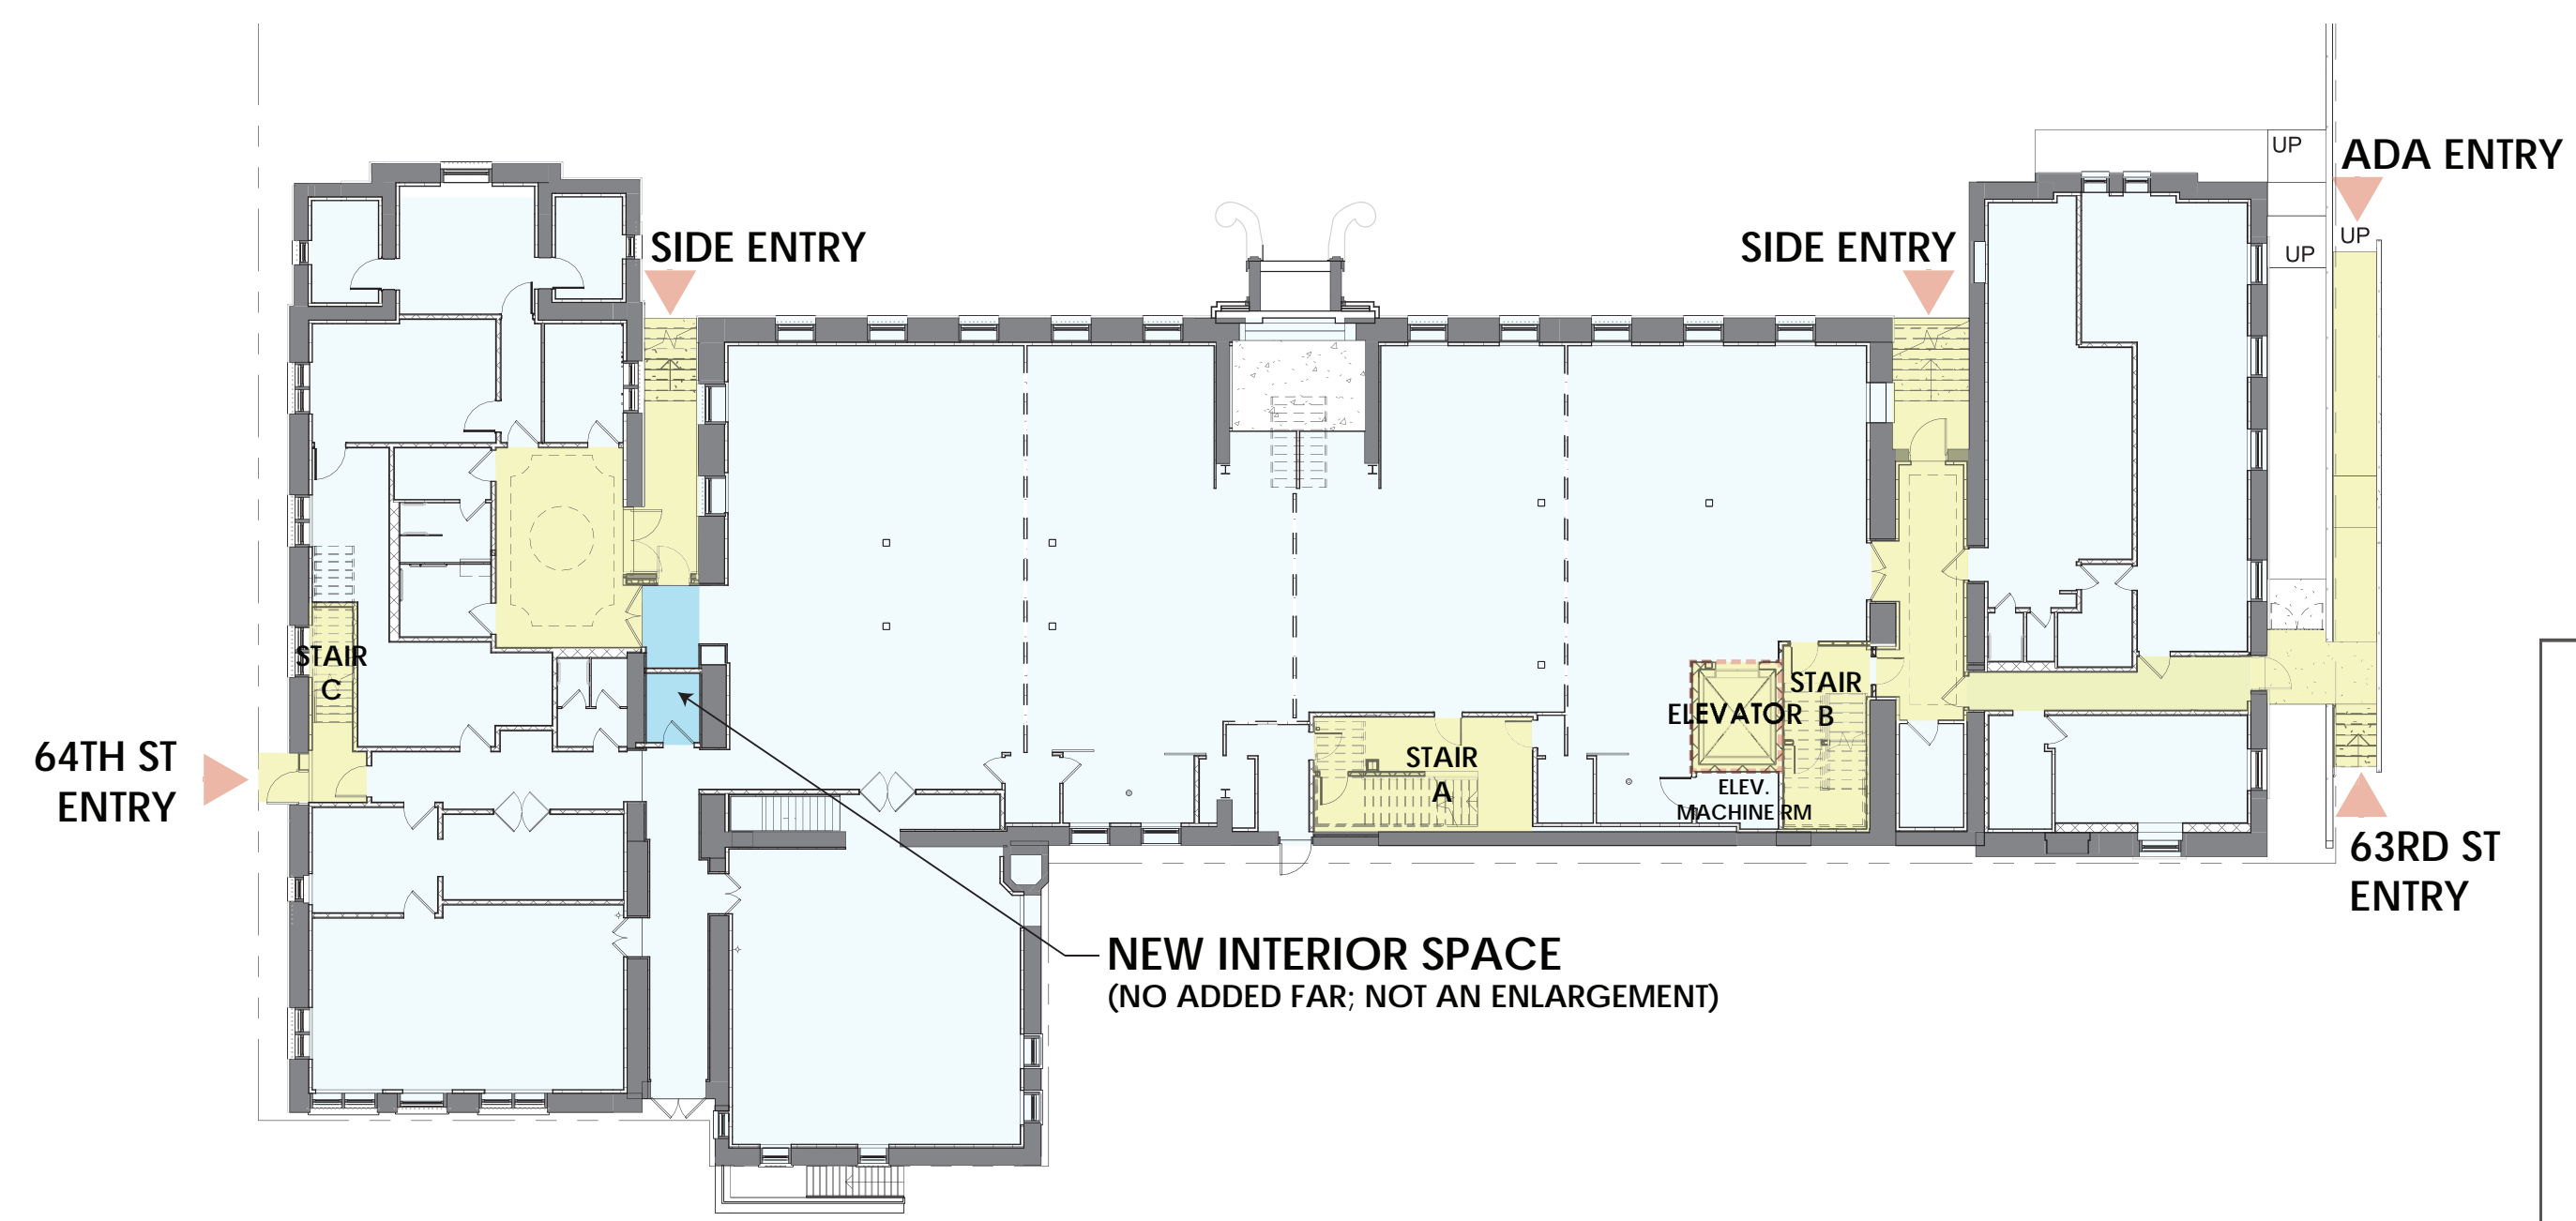 UP
ADA ENTRY
UP
UP
SIDE ENTRY
SIDE ENTRY
STAIR
C
STAIR
B
ELEVATOR
64TH ST
ENTRY
STAIR
A
ELEV.
MACHINE RM
63RD ST
ENTRY
NEW INTERIOR SPACE
(NO ADDED FAR; NOT AN ENLARGEMENT)